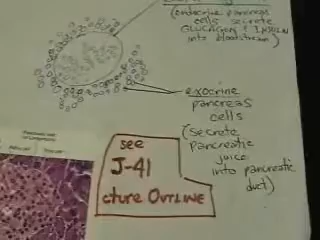 (endocrine pancreas
cells secrete
GLUCAGON & INSULIN
into bloodstream)
exocrine
pancreas
cells
(secrete
pancreatic
juice
into pancreatic
duct)
see
J-41
cture OUTLINE